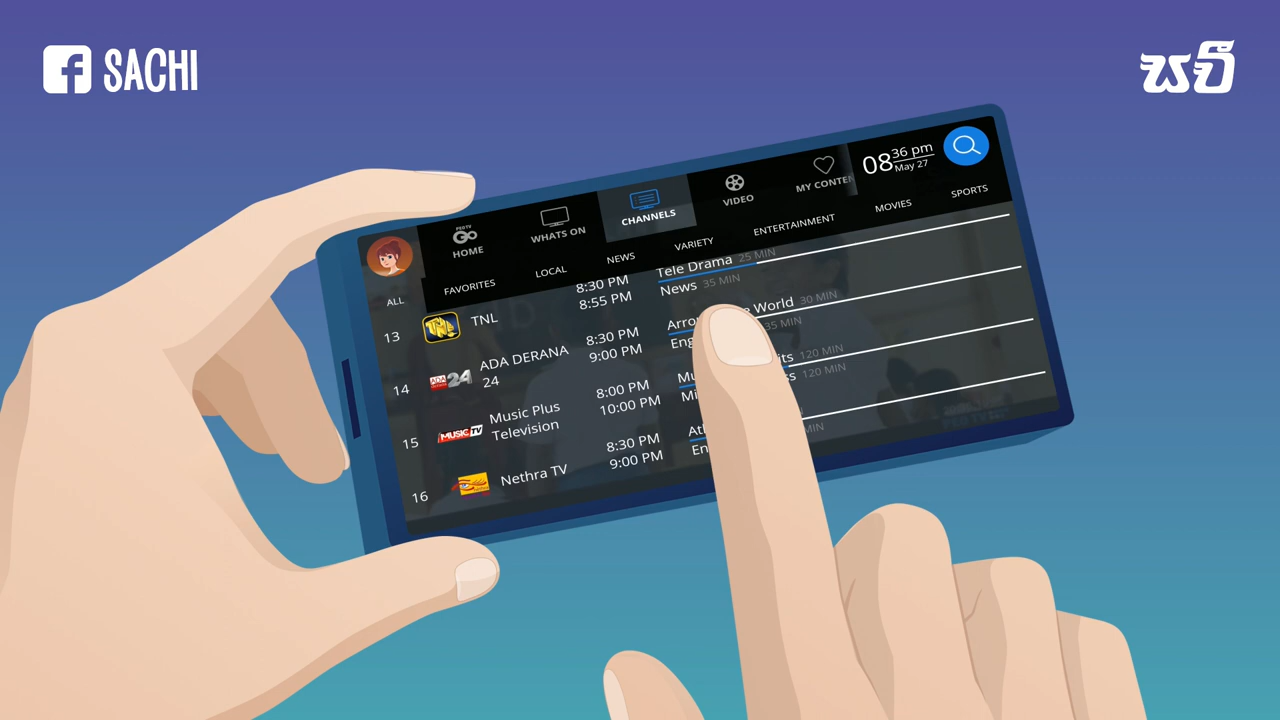 SACHI
සචි
08 36 pm
May 27
PEOTV GO
HOME
WHATS ON
CHANNELS
VIDEO
MY CONTE
ALL
FAVORITES
LOCAL
NEWS
VARIETY
ENTERTAINMENT
MOVIES
SPORTS
8:30 PM
Tele Drama 25 MIN
13
TNL
8:55 PM
News 35 MIN
14
ADA DERANA
24
8:30 PM
World 30 MIN
9:00 PM
35 MIN
15
MUSIC TV
Music Plus
Television
8:00 PM
120 MIN
10:00 PM
120 MIN
16
Nethra TV
8:30 PM
9:00 PM
MIN